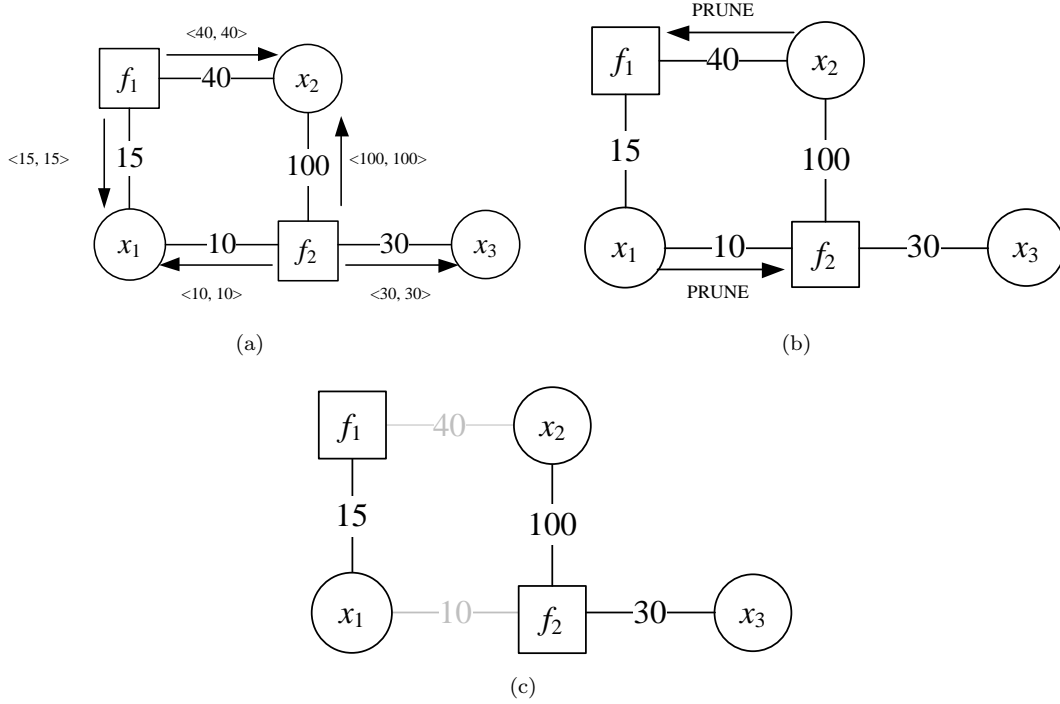 <40, 40>
f1
40
x2
<15, 15>
15
100
<100, 100>
x1
10
f2
30
x3
<10, 10>
<30, 30>
(a)
PRUNE
f1
40
x2
15
100
x1
10
f2
30
x3
PRUNE
(b)
f1
40
x2
15
100
x1
10
f2
30
x3
(c)